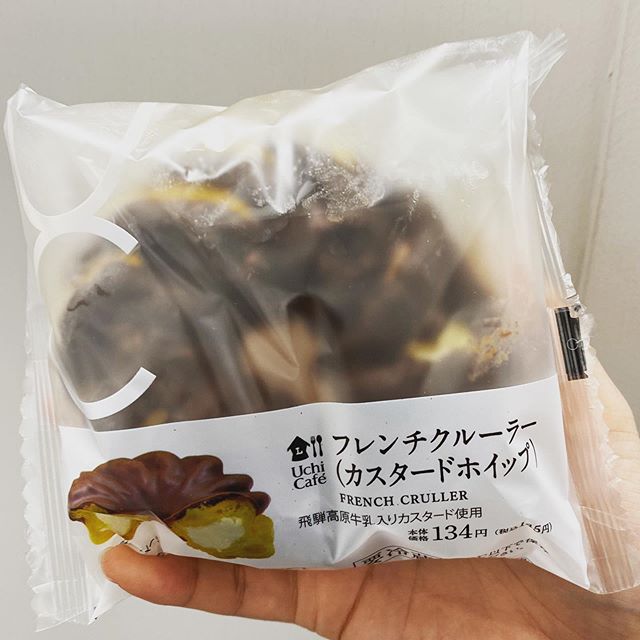 Uchi
Café
フレンチクルーラー
(カスタードホイップ)
FRENCH CRULLER
飛騨高原牛乳入りカスタード使用
本体
価格 134円